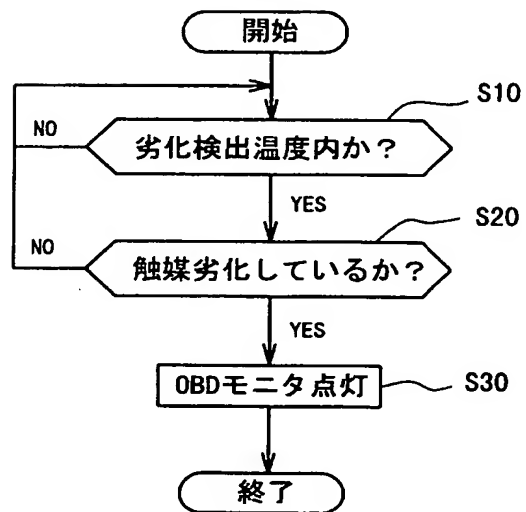 開始
S10
NO
劣化検出温度内か？
YES
S20
NO
触媒劣化しているか？
YES
OBDモニタ点灯
S30
終了